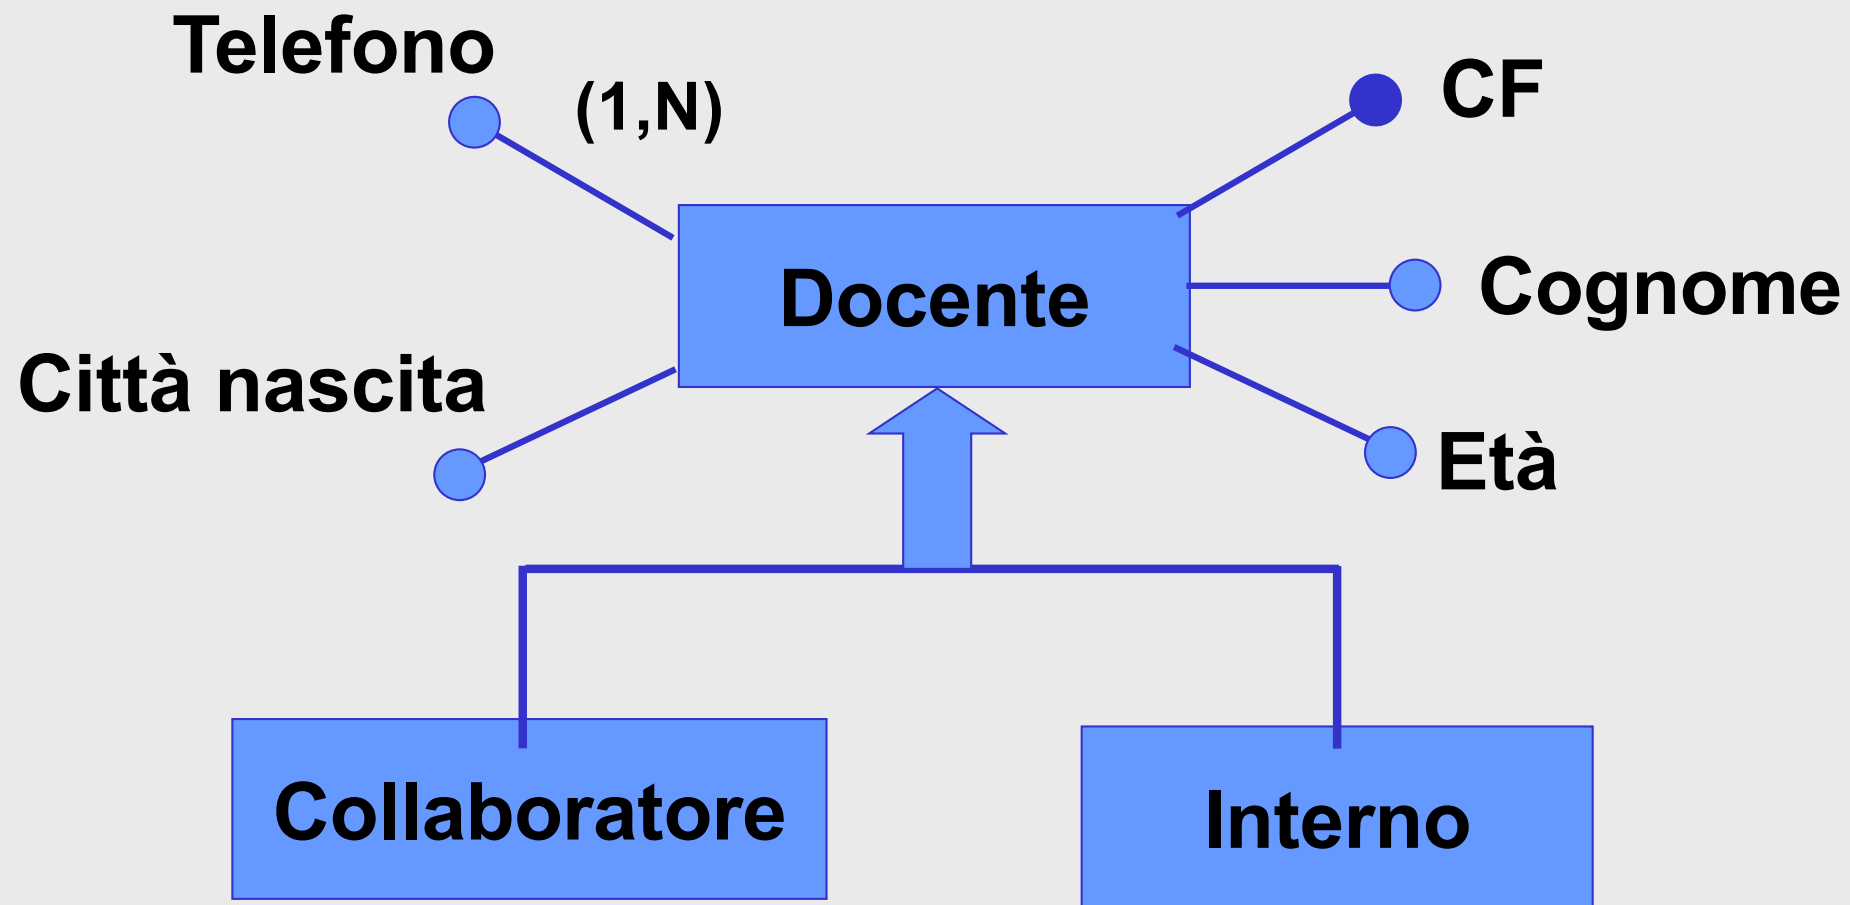 Telefono
(1,N)
CF
Docente
Cognome
Città nascita
Età
Collaboratore
Interno